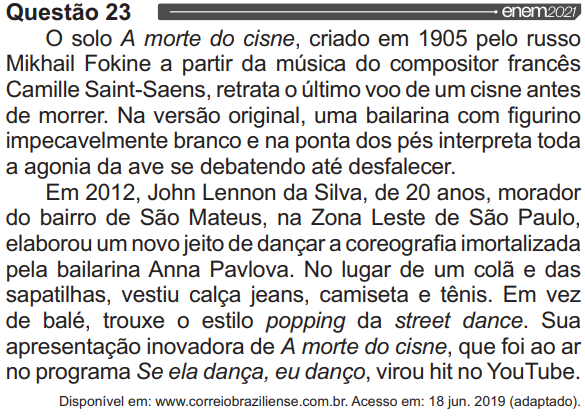 Questão 23 enem2021
O solo A morte do cisne, criado em 1905 pelo russo
Mikhail Fokine a partir da música do compositor francês
Camille Saint-Saens, retrata o último voo de um cisne antes
de morrer. Na versão original, uma bailarina com figurino
impecavelmente branco e na ponta dos pés interpreta toda
a agonia da ave se debatendo até desfalecer.
Em 2012, John Lennon da Silva, de 20 anos, morador
do bairro de São Mateus, na Zona Leste de São Paulo,
elaborou um novo jeito de dançar a coreografia imortalizada
pela bailarina Anna Pavlova. No lugar de um colã e das
sapatilhas, vestiu calça jeans, camiseta e tênis. Em vez
de balé, trouxe o estilo popping da street dance. Sua
apresentação inovadora de A morte do cisne, que foi ao ar
no programa Se ela dança, eu danço, virou hit no YouTube.
Disponível em: www.correiobraziliense.com.br. Acesso em: 18 jun. 2019 (adaptado).